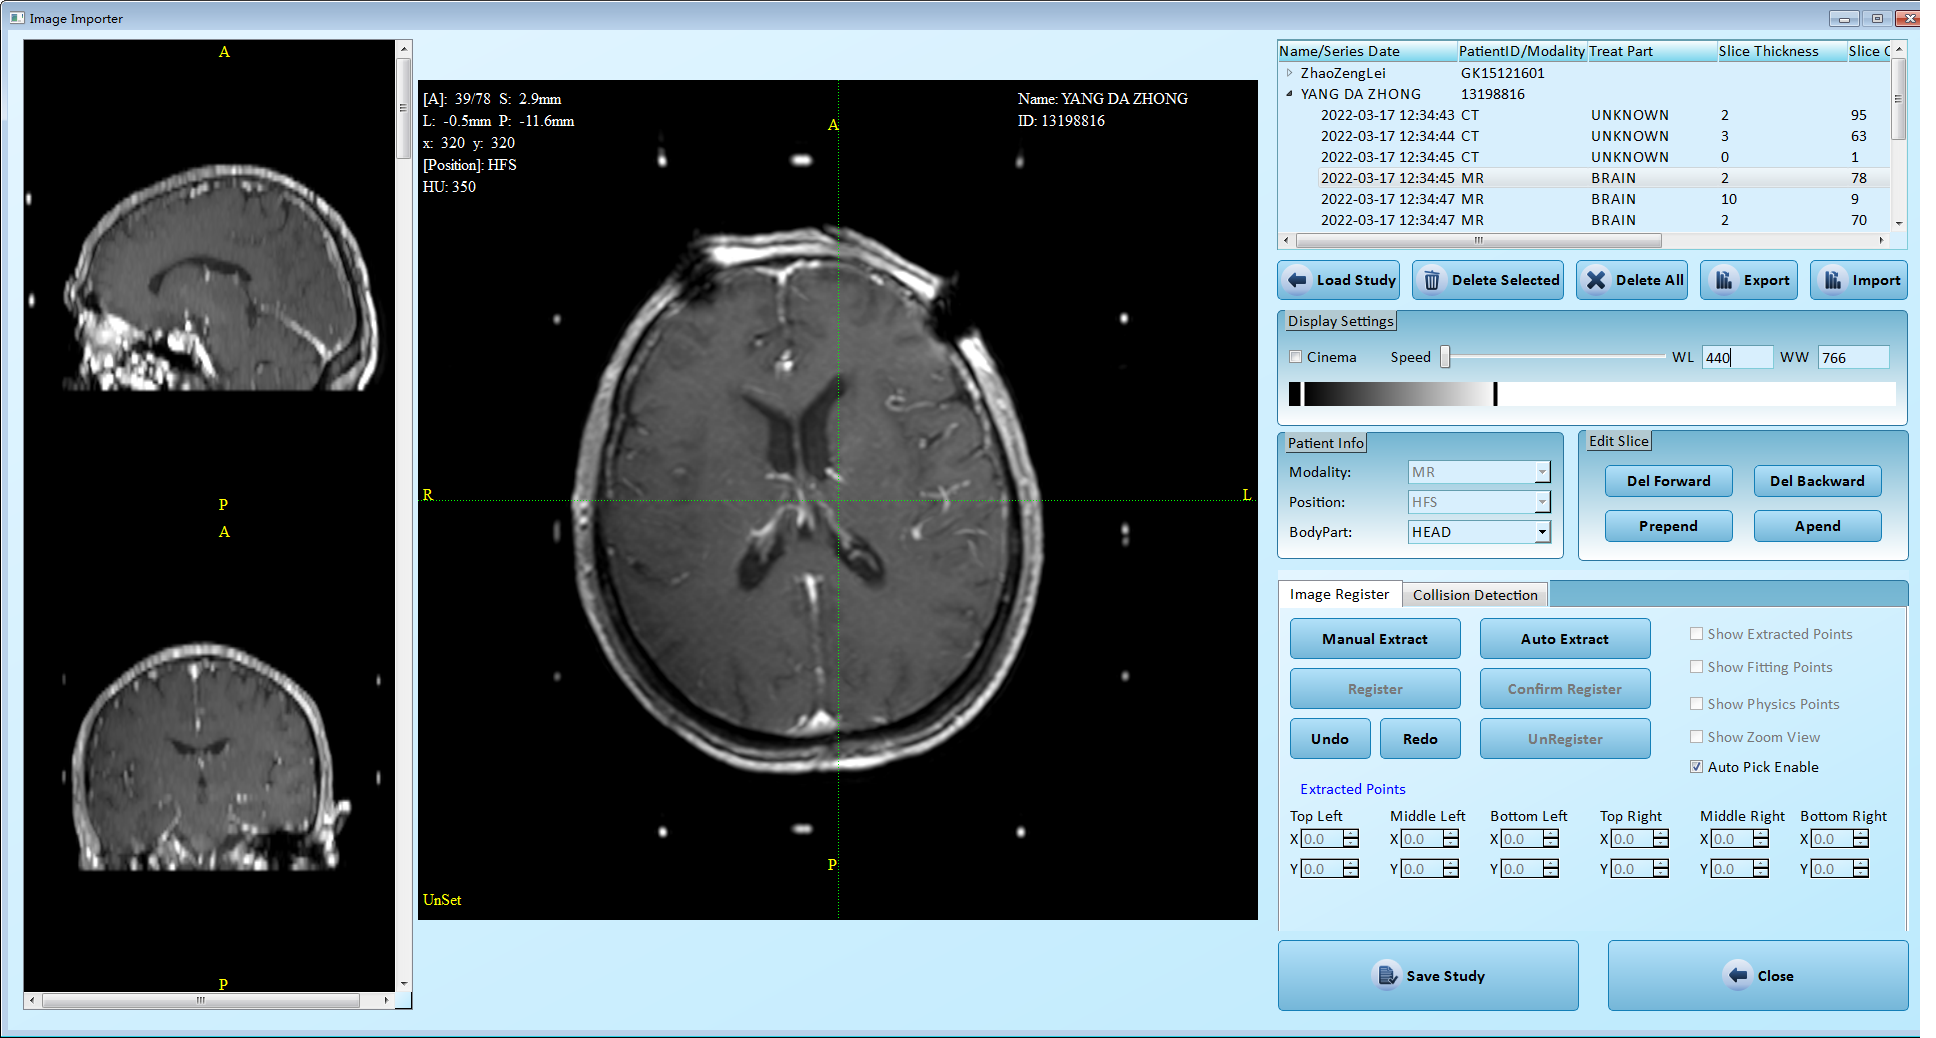 Image Importer
A
P
A
P
[A]: 39/78 S: 2.9mm
L: -0.5mm P: -11.6mm
x: 320 y: 320
[Position]: HFS
HU: 350
Name: YANG DA ZHONG
ID: 13198816
A
R
L
P
UnSet
Name/Series Date PatientID/Modality Treat Part Slice Thickness Slice C
ZhaoZengLei GK15121601
YANG DA ZHONG 13198816
2022-03-17 12:34:43 CT UNKNOWN 2 95
2022-03-17 12:34:44 CT UNKNOWN 3 63
2022-03-17 12:34:45 CT UNKNOWN 0 1
2022-03-17 12:34:45 MR BRAIN 2 78
2022-03-17 12:34:47 MR BRAIN 10 9
2022-03-17 12:34:47 MR BRAIN 2 70
Load Study Delete Selected Delete All Export Import
Display Settings
Cinema Speed WL 440 WW 766
Patient Info
Modality: MR
Position: HFS
BodyPart: HEAD
Edit Slice
Del Forward Del Backward
Prepend Apend
Image Register Collision Detection
Manual Extract Auto Extract
Register Confirm Register
Undo Redo UnRegister
Show Extracted Points
Show Fitting Points
Show Physics Points
Show Zoom View
Auto Pick Enable
Extracted Points
Top Left Middle Left Bottom Left Top Right Middle Right Bottom Right
X 0.0 X 0.0 X 0.0 X 0.0 X 0.0 X 0.0
Y 0.0 Y 0.0 Y 0.0 Y 0.0 Y 0.0 Y 0.0
Save Study Close